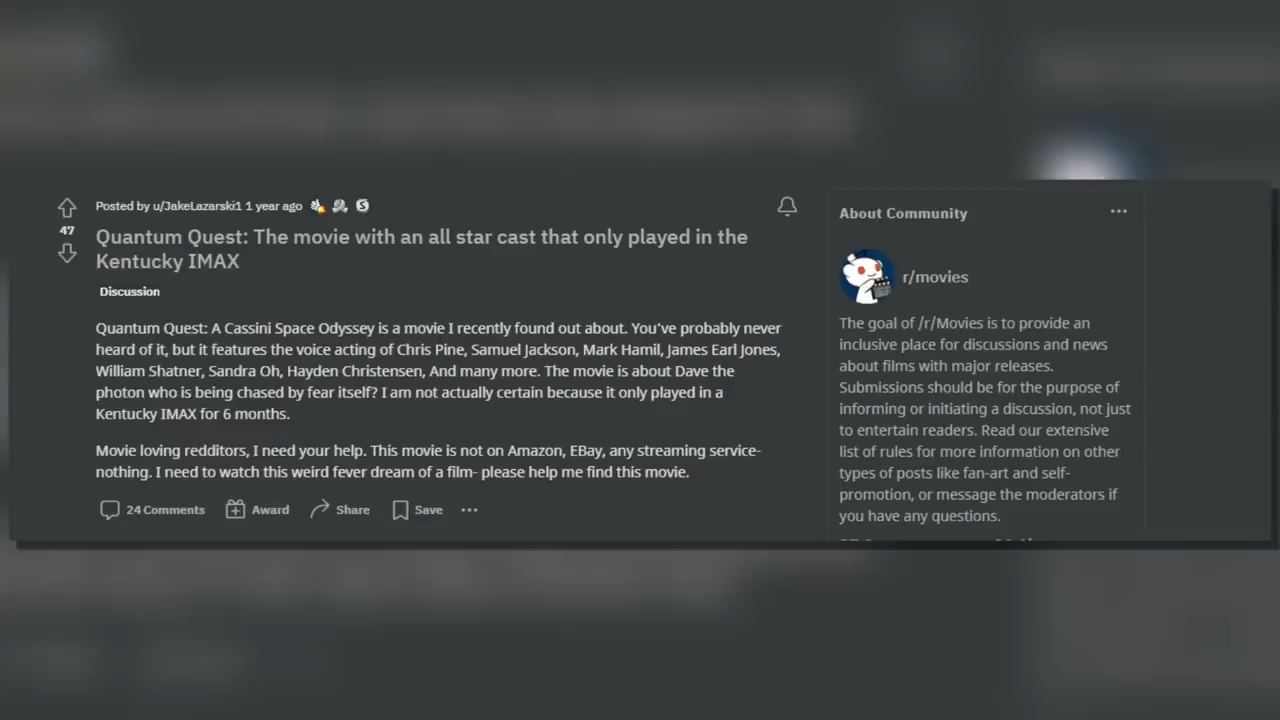 Posted by u/JakeLazarski1 1 year ago
47
Quantum Quest: The movie with an all star cast that only played in the
Kentucky IMAX
Discussion
Quantum Quest: A Cassini Space Odyssey is a movie I recently found out about. You've probably never
heard of it, but it features the voice acting of Chris Pine, Samuel Jackson, Mark Hamil, James Earl Jones,
William Shatner, Sandra Oh, Hayden Christensen, And many more. The movie is about Dave the
photon who is being chased by fear itself? I am not actually certain because it only played in a
Kentucky IMAX for 6 months.
Movie loving redditors, I need your help. This movie is not on Amazon, EBay, any streaming service-
nothing. I need to watch this weird fever dream of a film- please help me find this movie.
24 Comments Award Share Save
About Community
r/movies
The goal of /r/Movies is to provide an
inclusive place for discussions and news
about films with major releases.
Submissions should be for the purpose of
informing or initiating a discussion, not just
to entertain readers. Read our extensive
list of rules for more information on other
types of posts like fan-art and self-
promotion, or message the moderators if
you have any questions.